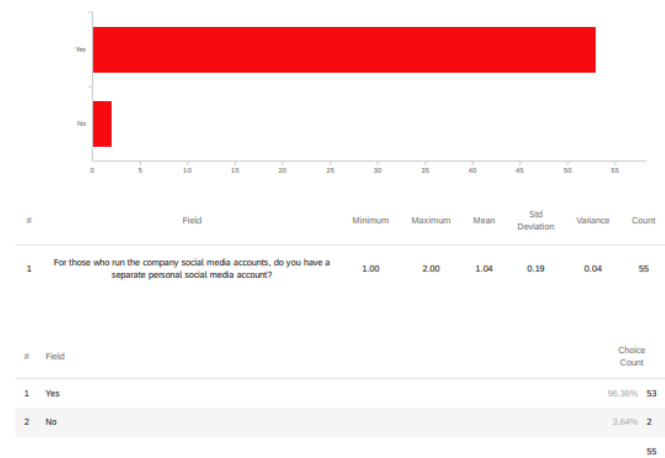 Yes
No
0 5 10 15 20 25 30 35 40 45 50 55
# Field Minimum Maximum Mean Std Deviation Variance Count
1 For those who run the company social media accounts, do you have a
separate personal social media account? 1.00 2.00 1.04 0.19 0.04 55
# Field Choice Count
1 Yes 96.36% 53
2 No 3.64% 2
55